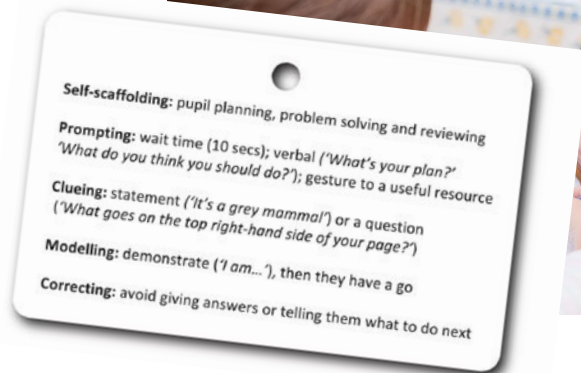 Self-scaffolding: pupil planning, problem solving and reviewing
Prompting: wait time (10 secs); verbal ('What's your plan?'
'What do you think you should do?'); gesture to a useful resource
Clueing: statement ('It's a grey mammal') or a question
('What goes on the top right-hand side of your page?')
Modelling: demonstrate ('I am...'), then they have a go
Correcting: avoid giving answers or telling them what to do next